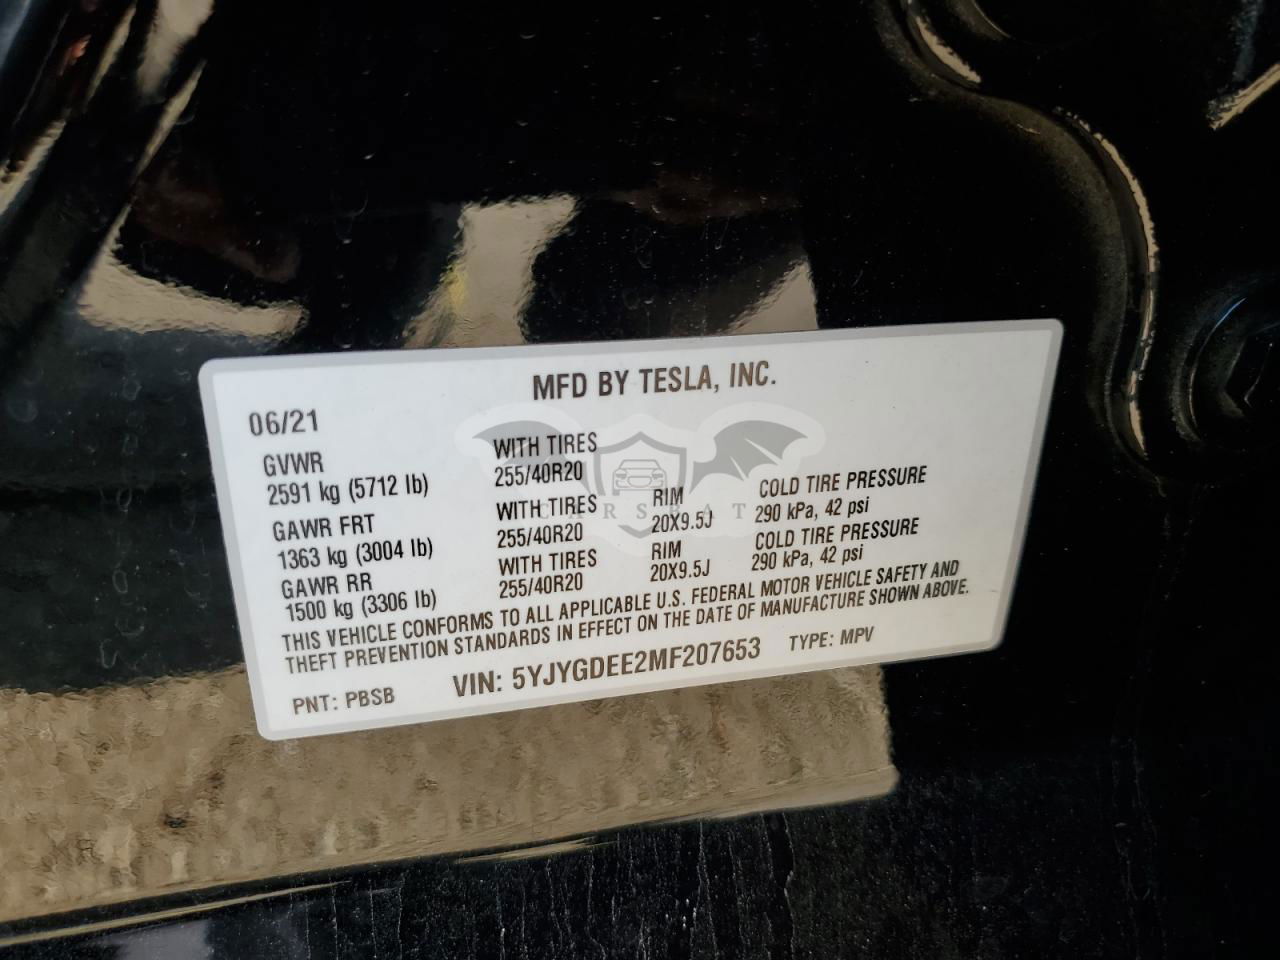 MFD BY TESLA, INC.
06/21
GVWR
2591 kg (5712 lb)
WITH TIRES
255/40R20
GAWR FRT
1363 kg (3004 lb)
WITH TIRES
255/40R20
RIM
20X9.5J
COLD TIRE PRESSURE
290 kPa, 42 psi
GAWR RR
1500 kg (3306 lb)
WITH TIRES
255/40R20
RIM
20X9.5J
COLD TIRE PRESSURE
290 kPa, 42 psi
THIS VEHICLE CONFORMS TO ALL APPLICABLE U.S. FEDERAL MOTOR VEHICLE SAFETY AND
THEFT PREVENTION STANDARDS IN EFFECT ON THE DATE OF MANUFACTURE SHOWN ABOVE.
PNT: PBSB VIN: 5YJYGDEE2MF207653 TYPE: MPV
CARSBAT